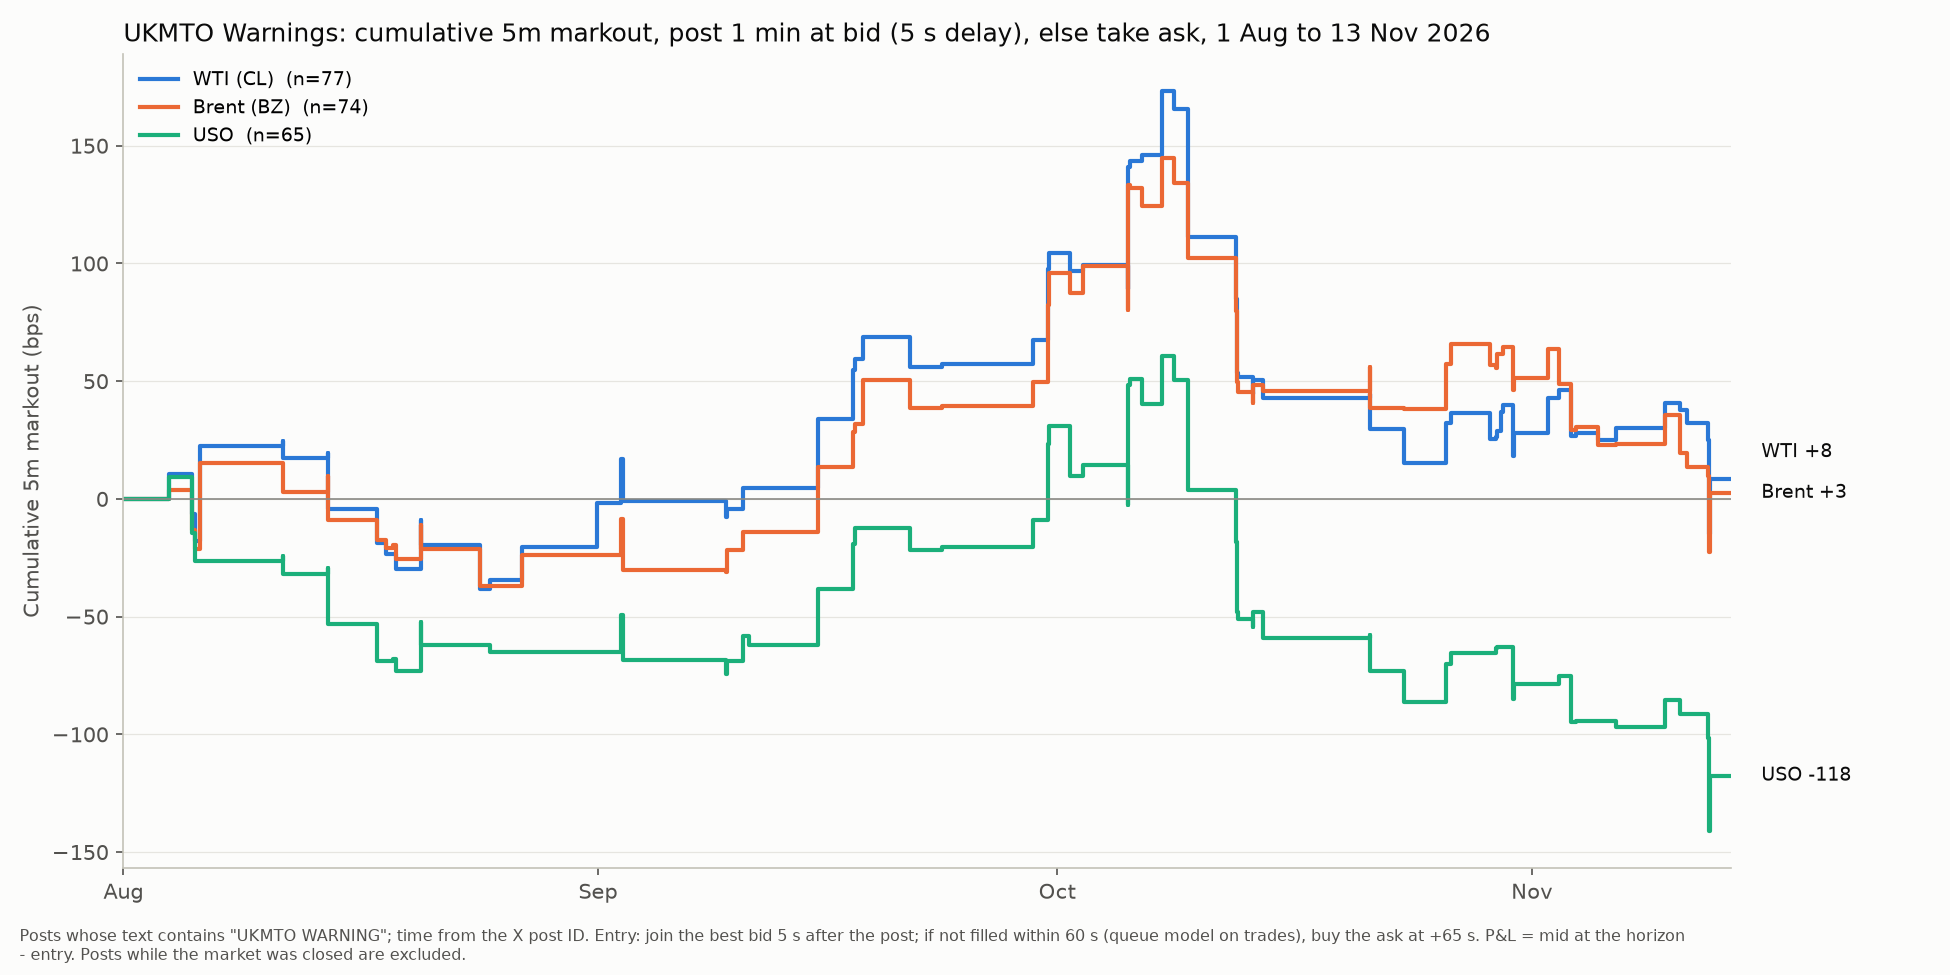 UKMTO Warnings: cumulative 5m markout, post 1 min at bid (5 s delay), else take ask, 1 Aug to 13 Nov 2026
WTI (CL)  (n=77)
Brent (BZ)  (n=74)
USO  (n=65)
Cumulative 5m markout (bps)
150
100
50
0
−50
−100
−150
WTI +8
Brent +3
USO -118
Aug
Sep
Oct
Nov
Posts whose text contains "UKMTO WARNING"; time from the X post ID. Entry: join the best bid 5 s after the post; if not filled within 60 s (queue model on trades), buy the ask at +65 s. P&L = mid at the horizon
- entry. Posts while the market was closed are excluded.